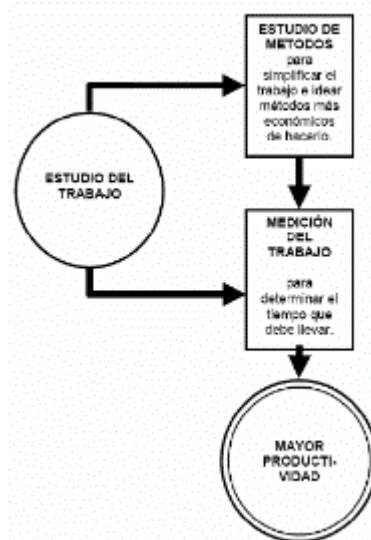 ESTUDIO DE
METODOS
para
simplificar el
trabajo e idear
métodos más
económicos
de hacerlo.
ESTUDIO DEL
TRABAJO
MEDICIÓN
DEL
TRABAJO
para
determinar el
tiempo que
debe llevar.
MAYOR
PRODUCTI-
VIDAD